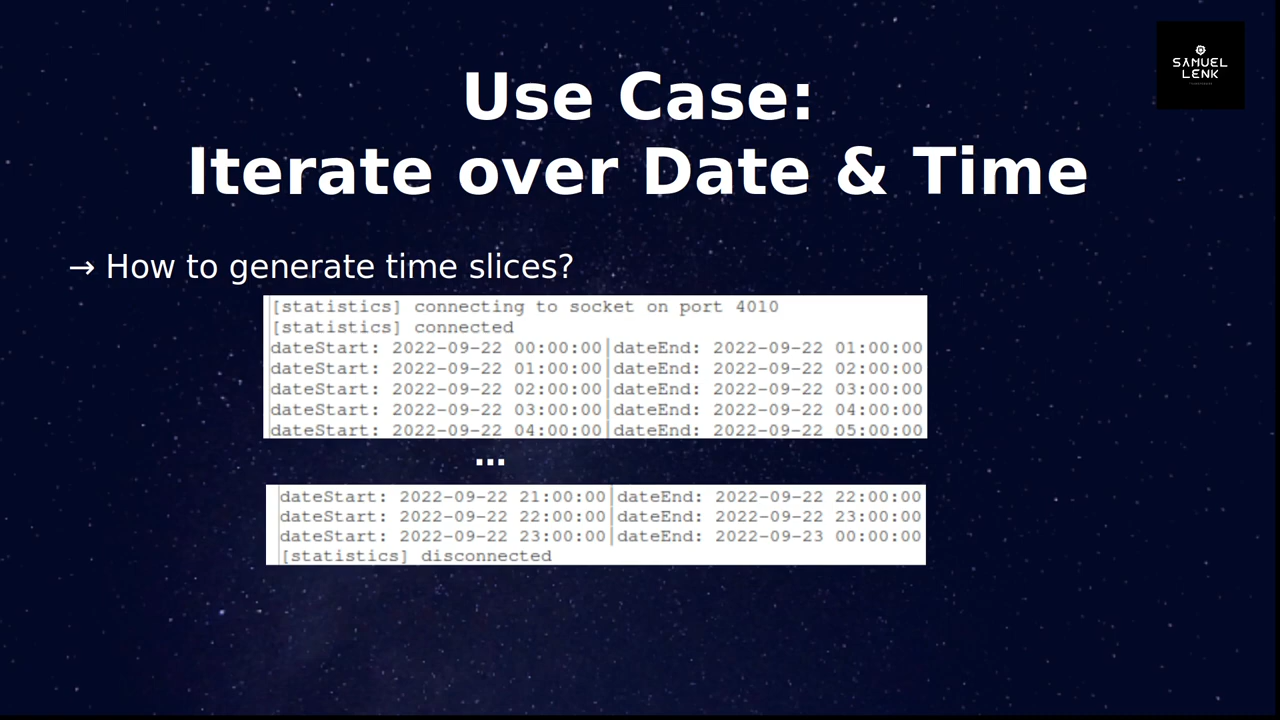 SAMUEL
LENK
Use Case:
Iterate over Date & Time
→ How to generate time slices?
[statistics] connecting to socket on port 4010
[statistics] connected
dateStart: 2022-09-22 00:00:00|dateEnd: 2022-09-22 01:00:00
dateStart: 2022-09-22 01:00:00|dateEnd: 2022-09-22 02:00:00
dateStart: 2022-09-22 02:00:00|dateEnd: 2022-09-22 03:00:00
dateStart: 2022-09-22 03:00:00|dateEnd: 2022-09-22 04:00:00
dateStart: 2022-09-22 04:00:00|dateEnd: 2022-09-22 05:00:00
...
dateStart: 2022-09-22 21:00:00|dateEnd: 2022-09-22 22:00:00
dateStart: 2022-09-22 22:00:00|dateEnd: 2022-09-22 23:00:00
dateStart: 2022-09-22 23:00:00|dateEnd: 2022-09-23 00:00:00
[statistics] disconnected